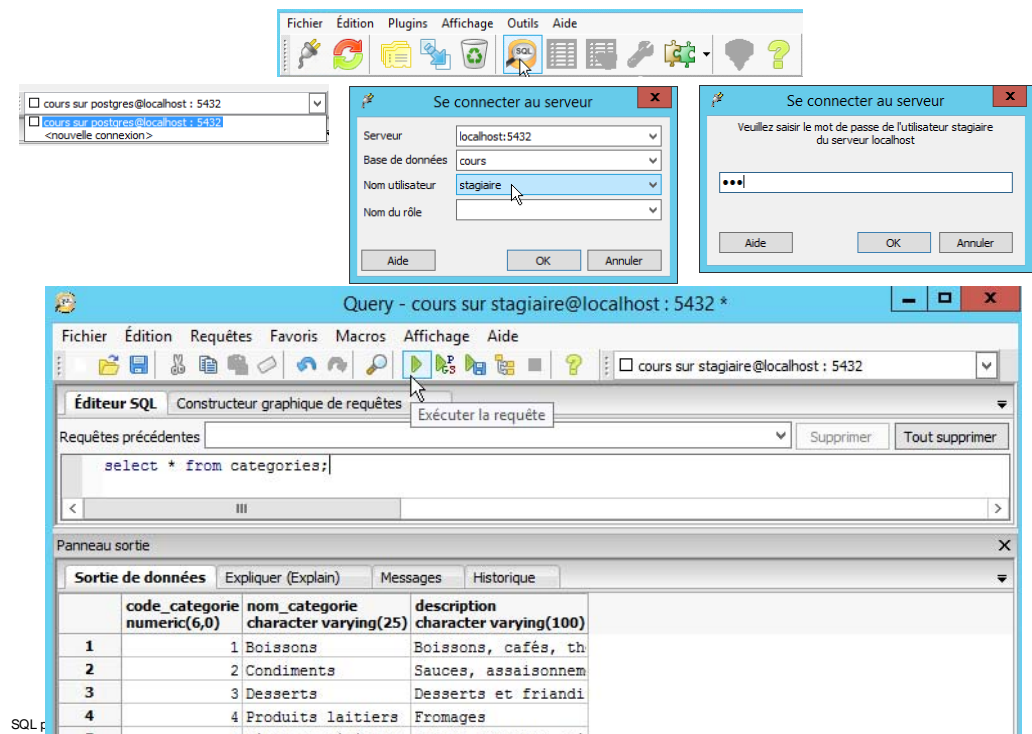 Fichier Édition Plugins Affichage Outils Aide
SQL
cours sur postgres@localhost : 5432
cours sur postgres@localhost : 5432
<nouvelle connexion>
Se connecter au serveur
X
Serveur localhost:5432
Base de données cours
Nom utilisateur stagiaire
Nom du rôle
Aide OK Annuler
Se connecter au serveur
X
Veuillez saisir le mot de passe de l'utilisateur stagiaire
du serveur localhost
•••
Aide OK Annuler
Query - cours sur stagiaire@localhost : 5432 *
X
Fichier Édition Requêtes Favoris Macros Affichage Aide
cours sur stagiaire@localhost : 5432
Éditeur SQL Constructeur graphique de requêtes
Exécuter la requête
Requêtes précédentes Supprimer Tout supprimer
select * from categories;
Panneau sortie X
Sortie de données Expliquer (Explain) Messages Historique
code_categorie nom_categorie description
numeric(6,0) character varying(25) character varying(100)
1 1 Boissons Boissons, cafés, th
2 2 Condiments Sauces, assaisonnem
3 3 Desserts Desserts et friandi
4 4 Produits laitiers Fromages
SQL p